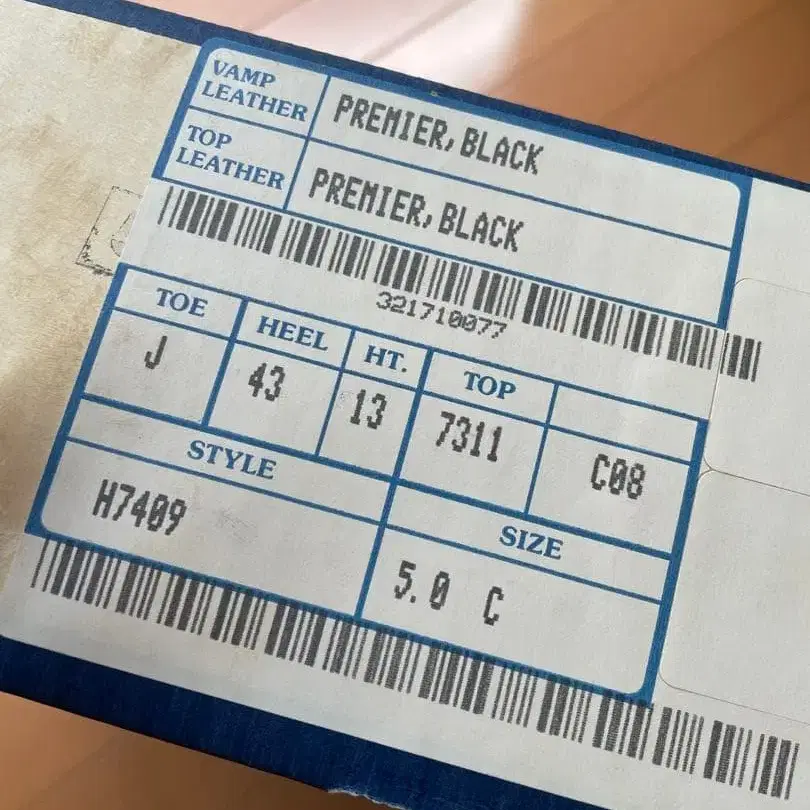 VAMP LEATHER
PREMIER, BLACK
TOP LEATHER
PREMIER, BLACK
321710077
TOE HEEL HT. TOP
J 43 13 7311 C08
STYLE
H7409
SIZE
5.0 C